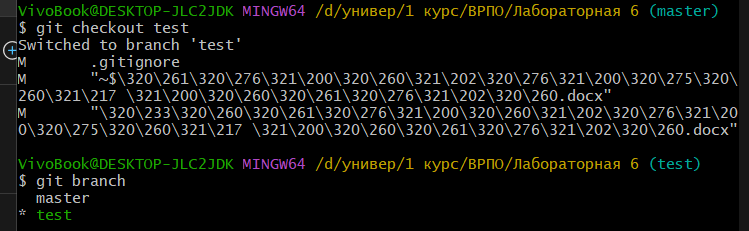 VivoBook@DESKTOP-JLC2JDK MINGW64 /d/универ/1 курс/ВРПО/Лабораторная 6 (master)
$ git checkout test
Switched to branch 'test'
M       .gitignore
M       "~$\320\261\320\276\321\200\320\260\321\202\320\276\321\200\320\275\320\
260\321\217 \321\200\320\260\320\261\320\276\321\202\320\260.docx"
M       "\320\233\320\260\320\261\320\276\321\200\320\260\321\202\320\276\321\20
0\320\275\320\260\321\217 \321\200\320\260\320\261\320\276\321\202\320\260.docx"
VivoBook@DESKTOP-JLC2JDK MINGW64 /d/универ/1 курс/ВРПО/Лабораторная 6 (test)
$ git branch
  master
* test